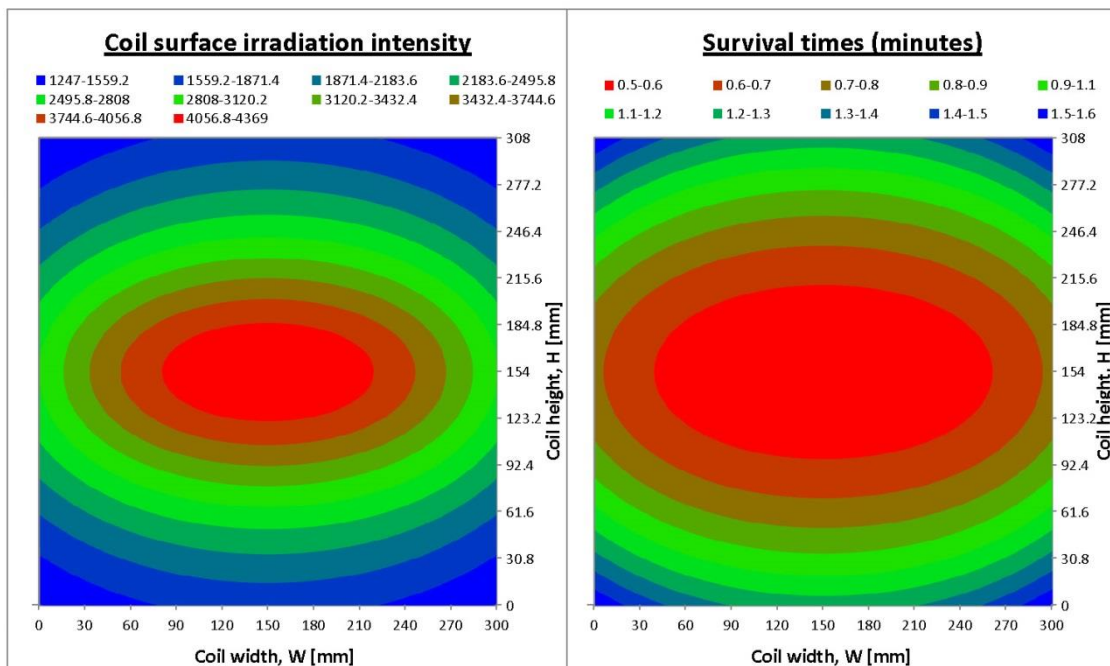 Coil surface irradiation intensity
1247-1559.2 1559.2-1871.4 1871.4-2183.6 2183.6-2495.8
2495.8-2808 2808-3120.2 3120.2-3432.4 3432.4-3744.6
3744.6-4056.8 4056.8-4369
308
277.2
246.4
215.6
184.8
154
123.2
92.4
61.6
30.8
0
Coil height, H [mm]
0 30 60 90 120 150 180 210 240 270 300
Coil width, W [mm]
Survival times (minutes)
0.5-0.6 0.6-0.7 0.7-0.8 0.8-0.9 0.9-1.1
1.1-1.2 1.2-1.3 1.3-1.4 1.4-1.5 1.5-1.6
308
277.2
246.4
215.6
184.8
154
123.2
92.4
61.6
30.8
0
Coil height, H [mm]
0 30 60 90 120 150 180 210 240 270 300
Coil width, W [mm]